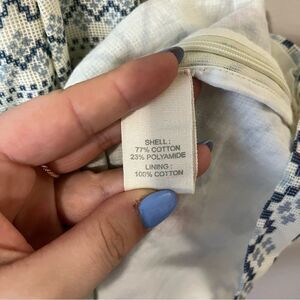 SHELL :
77% COTTON
23% POLYAMIDE
LINING :
100% COTTON